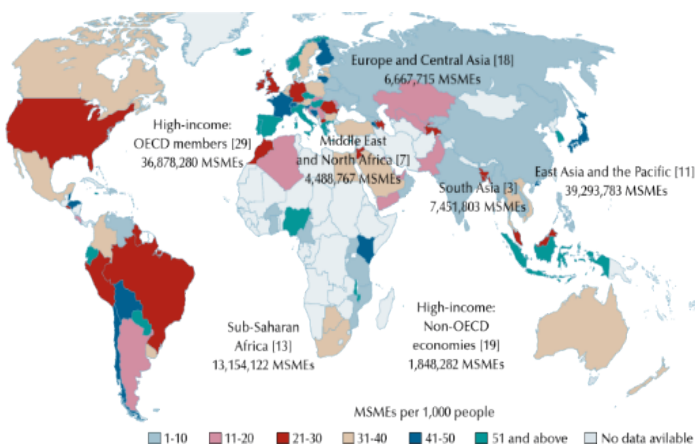 Europe and Central Asia [18]
6,667,715 MSMEs
High-income:
OECD members [29]
36,878,280 MSMEs
Middle East
and North Africa [7]
4,488,767 MSMEs
East Asia and the Pacific [11]
39,293,783 MSMEs
South Asia [3]
7,451,803 MSMEs
Sub-Saharan
Africa [13]
13,154,122 MSMEs
High-income:
Non-OECD
economies [19]
1,848,282 MSMEs
MSMEs per 1,000 people
1-10 11-20 21-30 31-40 41-50 51 and above No data avilable